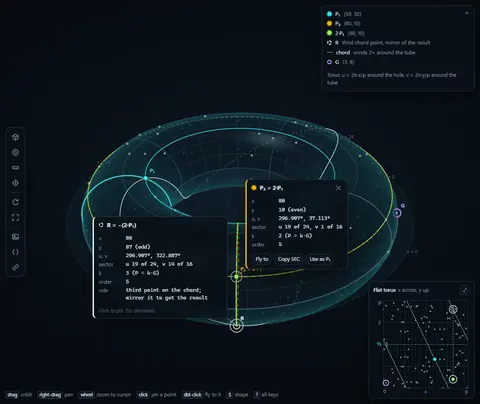 P₁ (59, 32)
P₂ (80, 10)
2·P₁ (80, 10)
R third chord point, mirror of the result
chord winds 2× around the tube
G (3, 6)
Torus: u = 2π·x/p around the hole, v = 2π·y/p around the tube
P₁
G
P₂ = 2·P₁
x 80
y 10 (even)
u, v 296.907°, 37.113°
sector u 19 of 24, v 1 of 16
k 2 (P = k·G)
order 5
Fly to Copy SEC Use as P₁
R = −(2·P₁)
x 80
y 87 (odd)
u, v 296.907°, 322.887°
sector u 19 of 24, v 14 of 16
k 3 (P = k·G)
order 5
role third point on the chord; mirror it to get the result
Click to pin. Esc dismisses.
R
Flat torus x across, y up
p
p
½
0 x p
drag orbit right-drag pan wheel zoom to cursor click pin a point dbl-click fly to it S shape ? all keys